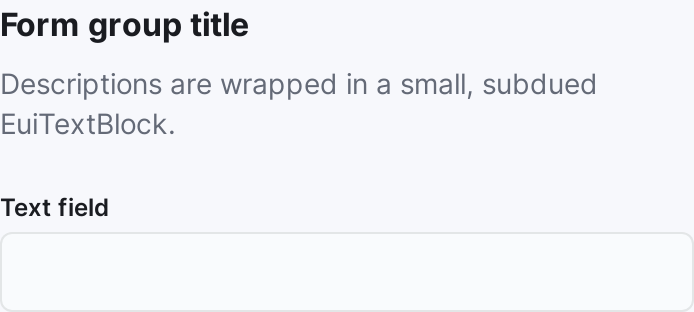 Form group title
Descriptions are wrapped in a small, subdued
EuiTextBlock.
Text field